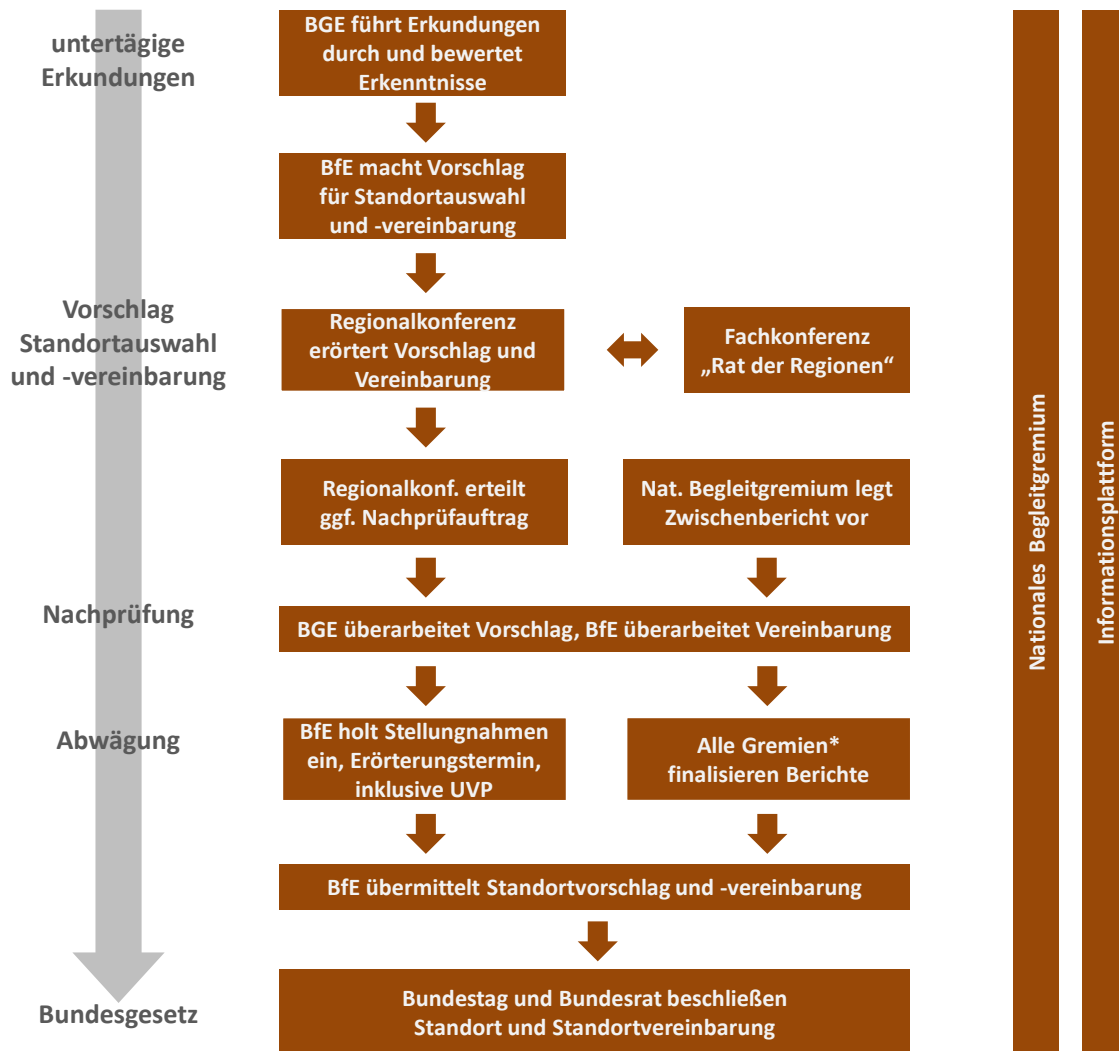 untertägige
Erkundungen
BGE führt Erkundungen
durch und bewertet
Erkenntnisse
BfE macht Vorschlag
für Standortauswahl
und -vereinbarung
Vorschlag
Standortauswahl
und -vereinbarung
Regionalkonferenz
erörtert Vorschlag und
Vereinbarung
Fachkonferenz
„Rat der Regionen“
Regionalkonf. erteilt
ggf. Nachprüfauftrag
Nat. Begleitgremium legt
Zwischenbericht vor
Nachprüfung
BGE überarbeitet Vorschlag, BfE überarbeitet Vereinbarung
Abwägung
BfE holt Stellungnahmen
ein, Erörterungstermin,
inklusive UVP
Alle Gremien*
finalisieren Berichte
BfE übermittelt Standortvorschlag und -vereinbarung
Bundesgesetz
Bundestag und Bundesrat beschließen
Standort und Standortvereinbarung
Nationales Begleitgremium
Informationsplattform